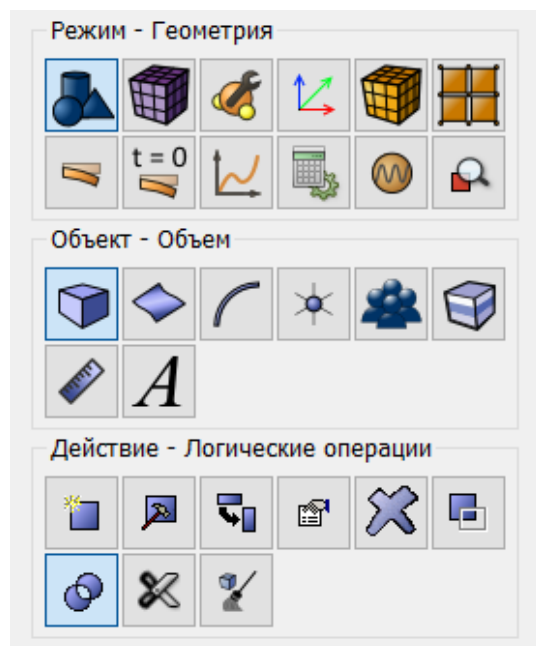 Режим - Геометрия
t = 0
Объект - Объем
A
Действие - Логические операции